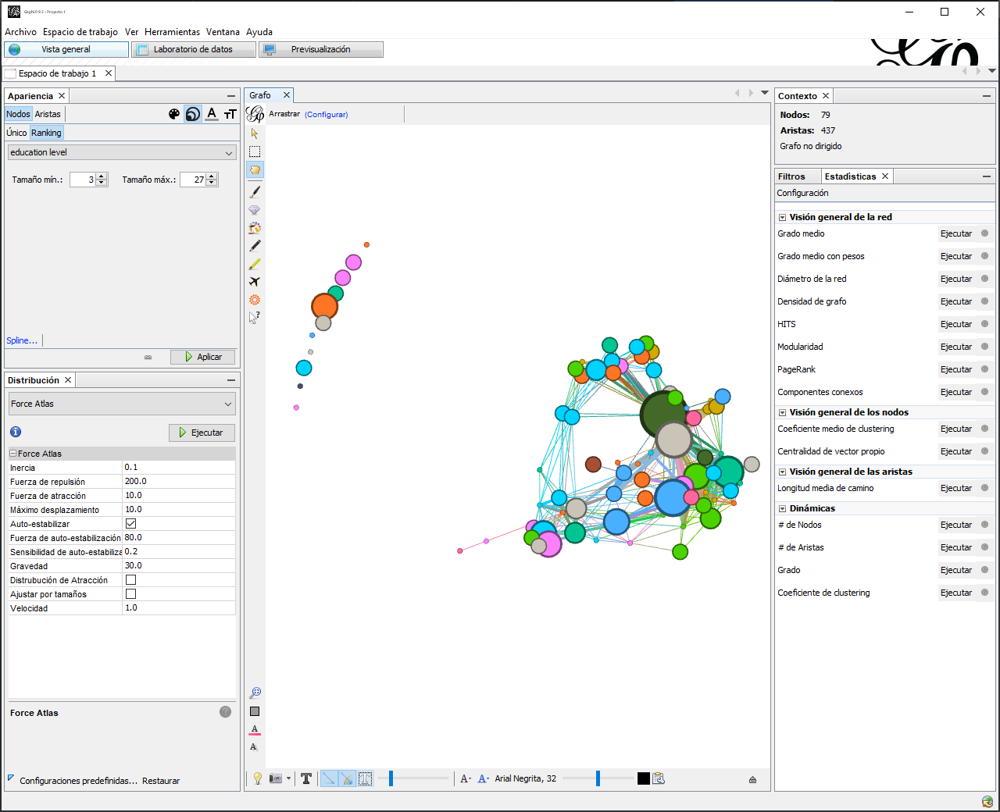 Gephi 0.9.2 - Proyecto 1
Archivo Espacio de trabajo Ver Herramientas Ventana Ayuda
Vista general Laboratorio de datos Previsualización
Espacio de trabajo 1
Apariencia
Nodos Aristas
Único Ranking
education level
Tamaño mín.: 3 Tamaño máx.: 27
Spline...
Aplicar
Distribución
Force Atlas
Ejecutar
Force Atlas
Inercia 0.1
Fuerza de repulsión 200.0
Fuerza de atracción 10.0
Máximo desplazamiento 10.0
Auto-estabilizar
Fuerza de auto-estabilización 80.0
Sensibilidad de auto-estabiliza 0.2
Gravedad 30.0
Distrubución de Atracción
Ajustar por tamaños
Velocidad 1.0
Force Atlas
Configuraciones predefinidas... Restaurar
Grafo
Arrastrar (Configurar)
Arial Negrita, 32
Contexto
Nodos: 79
Aristas: 437
Grafo no dirigido
Filtros Estadísticas
Configuración
Visión general de la red
Grado medio Ejecutar
Grado medio con pesos Ejecutar
Diámetro de la red Ejecutar
Densidad de grafo Ejecutar
HITS Ejecutar
Modularidad Ejecutar
PageRank Ejecutar
Componentes conexos Ejecutar
Visión general de los nodos
Coeficiente medio de clustering Ejecutar
Centralidad de vector propio Ejecutar
Visión general de las aristas
Longitud media de camino Ejecutar
Dinámicas
# de Nodos Ejecutar
# de Aristas Ejecutar
Grado Ejecutar
Coeficiente de clustering Ejecutar